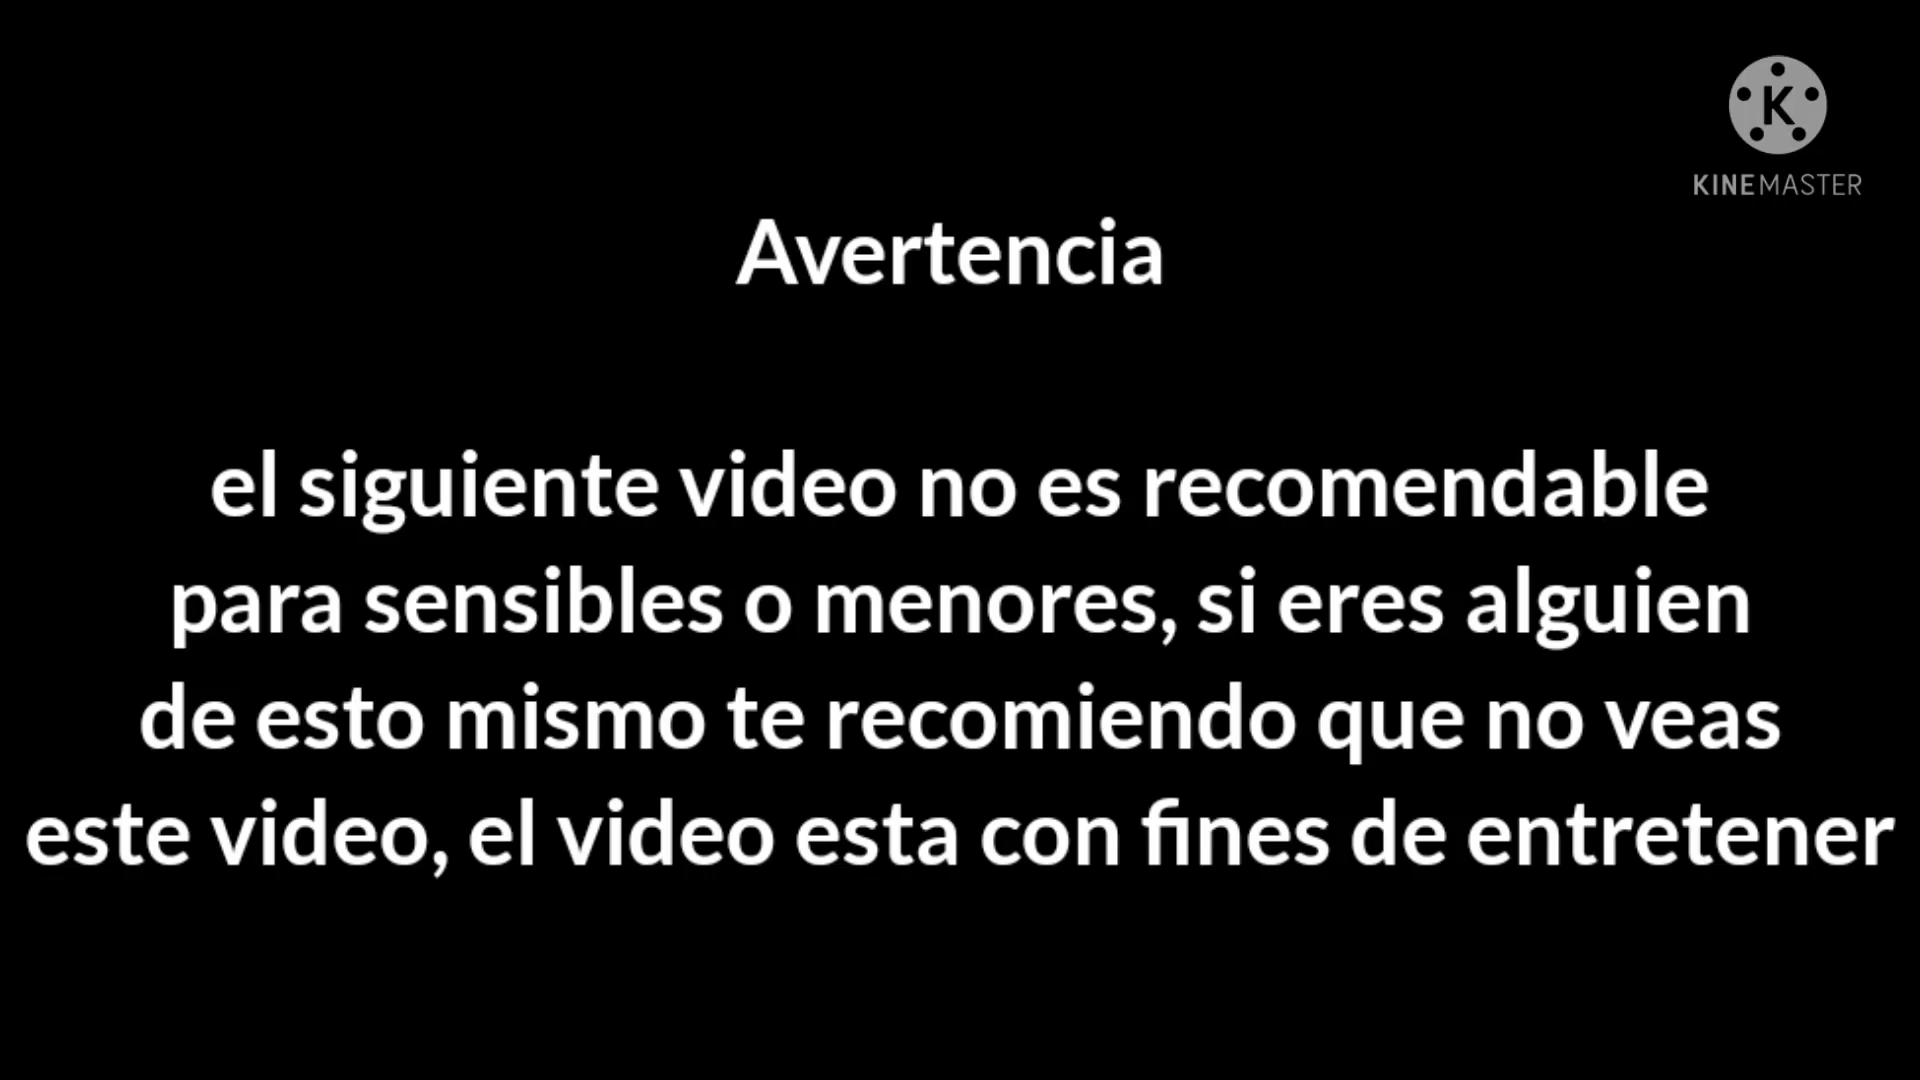 K
KINEMASTER
Avertencia
el siguiente video no es recomendable
para sensibles o menores, si eres alguien
de esto mismo te recomiendo que no veas
este video, el video esta con fines de entretener